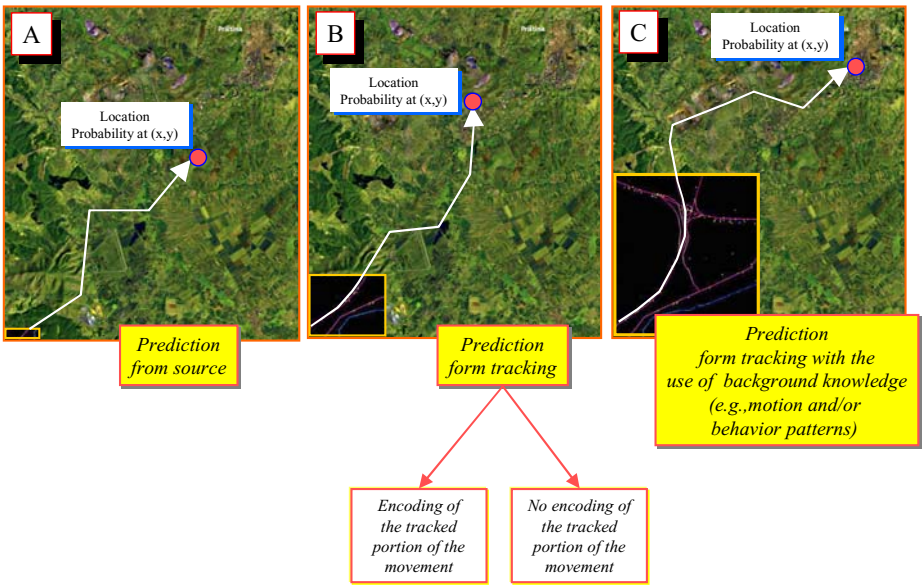 A
Location
Probability at (x,y)
Prediction
from source
B
Location
Probability at (x,y)
Prediction
form tracking
Encoding of
the tracked
portion of the
movement
No encoding of
the tracked
portion of the
movement
C
Location
Probability at (x,y)
Prediction
form tracking with the
use of background knowledge
(e.g.,motion and/or
behavior patterns)